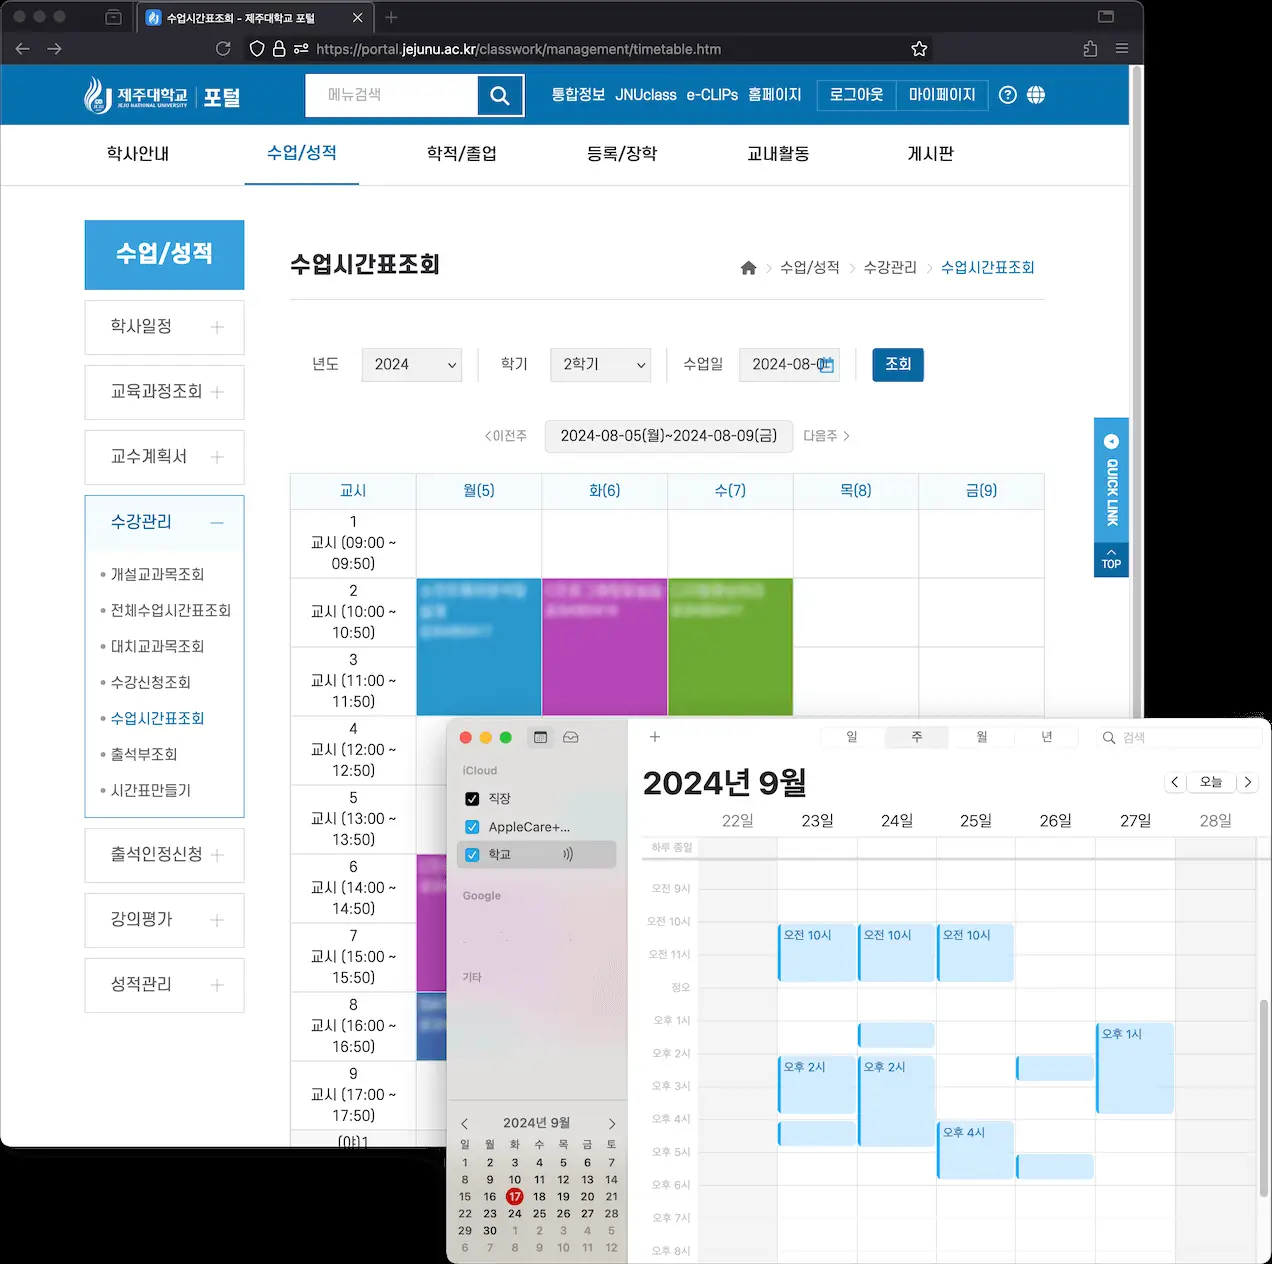 수업시간표조회 - 제주대학교 포털
https://portal.jejunu.ac.kr/classwork/management/timetable.htm
제주대학교
JEJU NATIONAL UNIVERSITY
포털
메뉴검색
통합정보 JNUclass e-CLIPs 홈페이지
로그아웃
마이페이지
학사안내
수업/성적
학적/졸업
등록/장학
교내활동
게시판
수업/성적
학사일정
교육과정조회
교수계획서
수강관리
개설교과목조회
전체수업시간표조회
대치교과목조회
수강신청조회
수업시간표조회
출석부조회
시간표만들기
출석인정신청
강의평가
성적관리
수업시간표조회
수업/성적 > 수강관리 > 수업시간표조회
년도 2024
학기 2학기
수업일 2024-08-0
조회
<이전주
2024-08-05(월)~2024-08-09(금)
다음주 >
QUICK LINK
TOP
교시 월(5) 화(6) 수(7) 목(8) 금(9)
1
교시 (09:00 ~
09:50)
2
교시 (10:00 ~
10:50)
3
교시 (11:00 ~
11:50)
4
교시 (12:00 ~
12:50)
5
교시 (13:00 ~
13:50)
6
교시 (14:00 ~
14:50)
7
교시 (15:00 ~
15:50)
8
교시 (16:00 ~
16:50)
9
교시 (17:00 ~
17:50)
(야)1
iCloud
직장
AppleCare+...
학교
Google
기타
2024년 9월
일 월 화 수 목 금 토
1 2 3 4 5 6 7
8 9 10 11 12 13 14
15 16 17 18 19 20 21
22 23 24 25 26 27 28
29 30 1 2 3 4 5
6 7 8 9 10 11 12
일 주 월 년
검색
2024년 9월
오늘
22일 23일 24일 25일 26일 27일 28일
하루 종일
오전 9시
오전 10시
오전 11시
정오
오후 1시
오후 2시
오후 3시
오후 4시
오후 5시
오후 6시
오후 7시
오후 8시
오전 10시 오전 10시 오전 10시
오후 1시
오후 2시 오후 2시
오후 4시